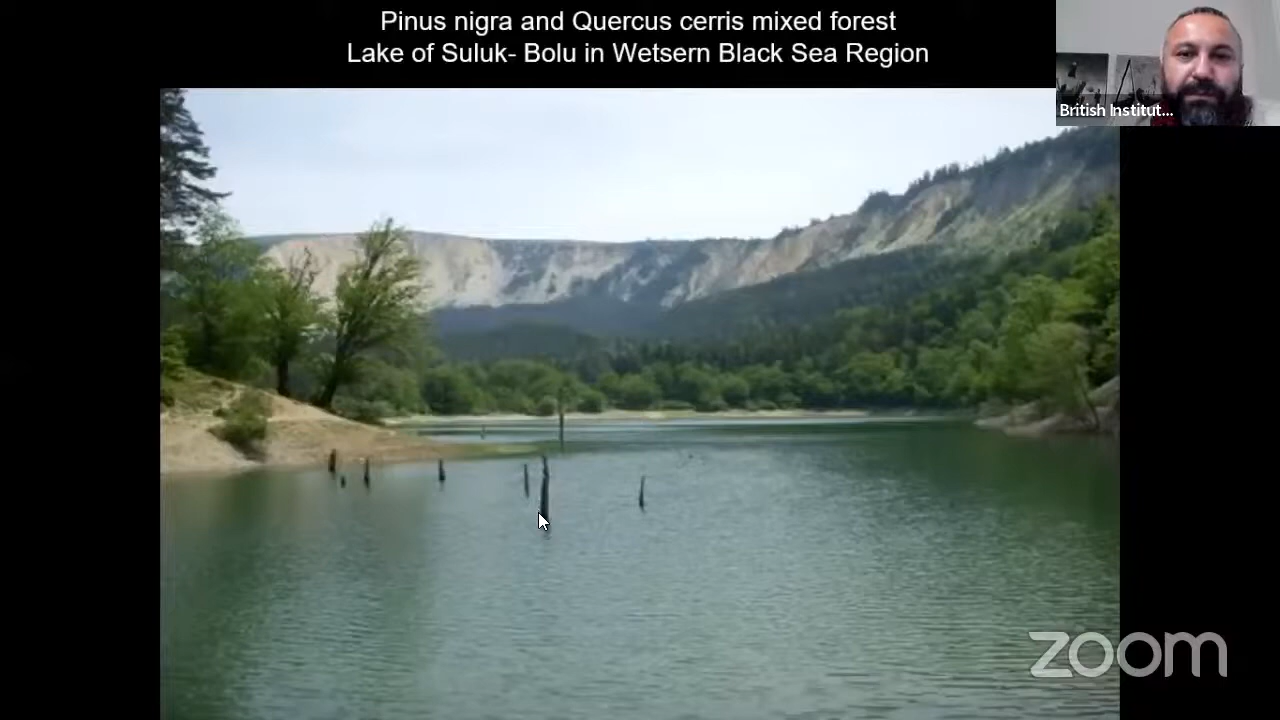 Pinus nigra and Quercus cerris mixed forest
Lake of Suluk- Bolu in Wetsern Black Sea Region
British Institut...
zoom